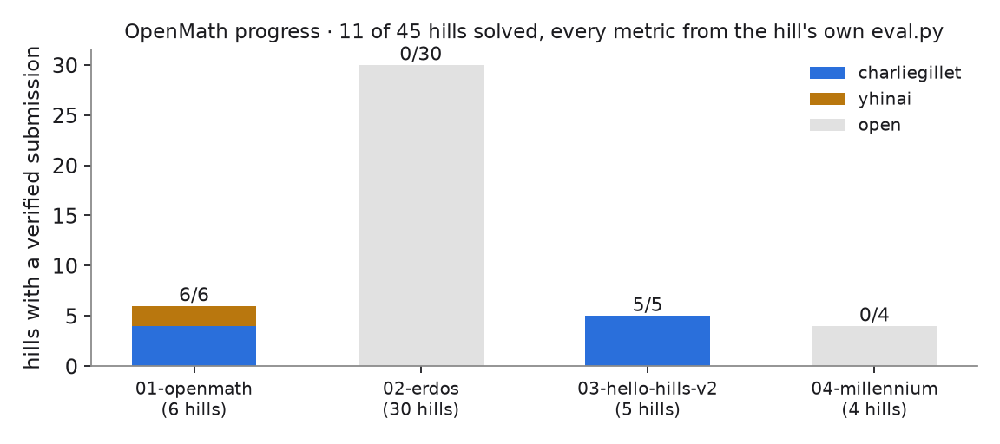 OpenMath progress · 11 of 45 hills solved, every metric from the hill's own eval.py
hills with a verified submission
30
25
20
15
10
5
0
6/6
0/30
5/5
0/4
charliegillet
yhinai
open
01-openmath
(6 hills)
02-erdos
(30 hills)
03-hello-hills-v2
(5 hills)
04-millennium
(4 hills)